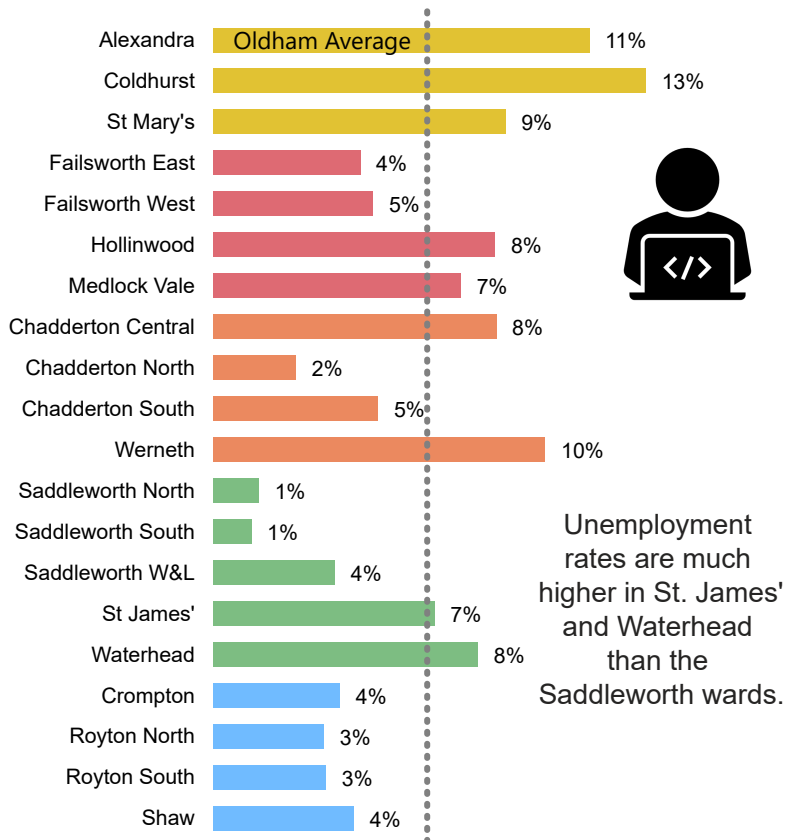 Alexandra Oldham Average 11%
Coldhurst 13%
St Mary's 9%
Failsworth East 4%
Failsworth West 5%
Hollinwood 8%
Medlock Vale 7%
Chadderton Central 8%
Chadderton North 2%
Chadderton South 5%
Werneth 10%
Saddleworth North 1%
Saddleworth South 1%
Saddleworth W&L 4%
St James' 7%
Waterhead 8%
Crompton 4%
Royton North 3%
Royton South 3%
Shaw 4%
</>
Unemployment
rates are much
higher in St. James'
and Waterhead
than the
Saddleworth wards.